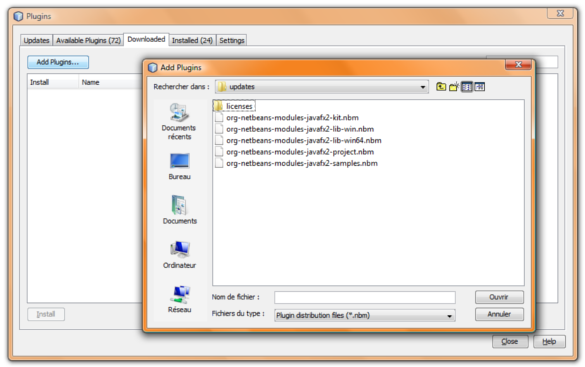 Plugins
Updates Available Plugins (72) Downloaded Installed (24) Settings
Add Plugins...
Install Name
Add Plugins
Rechercher dans : updates
licenses
org-netbeans-modules-javafx2-kit.nbm
org-netbeans-modules-javafx2-lib-win.nbm
org-netbeans-modules-javafx2-lib-win64.nbm
org-netbeans-modules-javafx2-project.nbm
org-netbeans-modules-javafx2-samples.nbm
Documents
récents
Bureau
Documents
Ordinateur
Réseau
Nom de fichier : Ouvrir
Fichiers du type : Plugin distribution files (*.nbm) Annuler
Install
Close Help